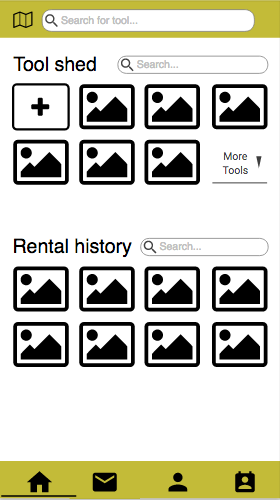 Search for tool...
Tool shed
Search...
More
Tools
Rental history
Search...